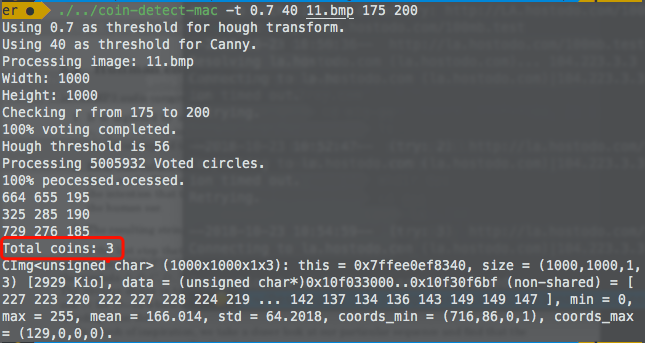 er ● ./../coin-detect-mac -t 0.7 40 11.bmp 175 200
Using 0.7 as threshold for hough transform.
Using 40 as threshold for Canny.
Processing image: 11.bmp
Width: 1000
Height: 1000
Checking r from 175 to 200
100% voting completed.
Hough threshold is 56
Processing 5005932 Voted circles.
100% peocessed.ocessed.
664 655 195
325 285 190
729 276 185
Total coins: 3
CImg<unsigned char> (1000x1000x1x3): this = 0x7ffee0ef8340, size = (1000,1000,1,
3) [2929 Kio], data = (unsigned char*)0x10f033000..0x10f30f6bf (non-shared) = [
227 223 220 222 227 228 224 219 ... 142 137 134 136 143 149 149 147 ], min = 0,
max = 255, mean = 166.014, std = 64.2018, coords_min = (716,86,0,1), coords_max
= (129,0,0,0).